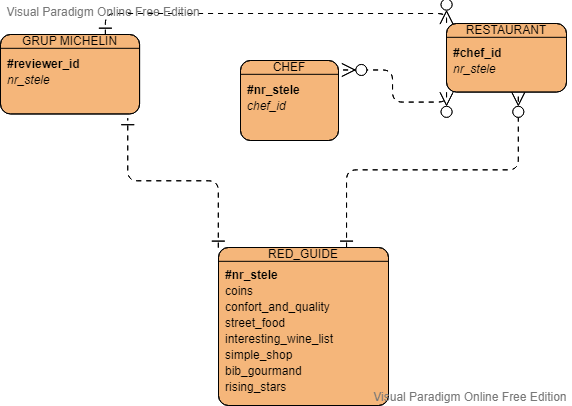 Visual Paradigm Online Free Edition
GRUP MICHELIN
#reviewer_id
nr_stele
CHEF
#nr_stele
chef_id
RESTAURANT
#chef_id
nr_stele
RED_GUIDE
#nr_stele
coins
confort_and_quality
street_food
interesting_wine_list
simple_shop
bib_gourmand
rising_stars
Visual Paradigm Online Free Edition